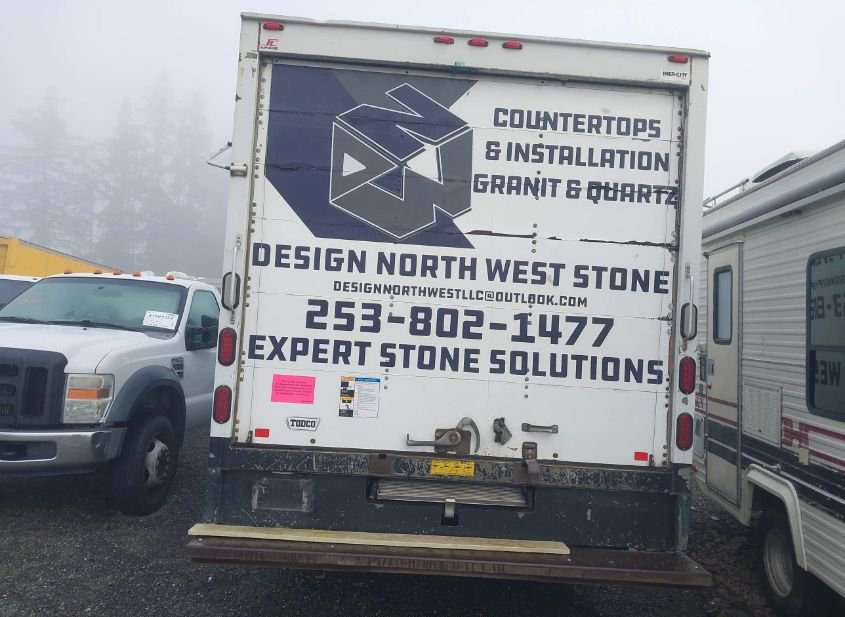 COUNTERTOPS
& INSTALLATION
GRANIT & QUARTZ
DESIGN NORTH WEST STONE
DESIGNNORTHWESTLLC@OUTLOOK.COM
253-802-1477
EXPERT STONE SOLUTIONS
TODCO